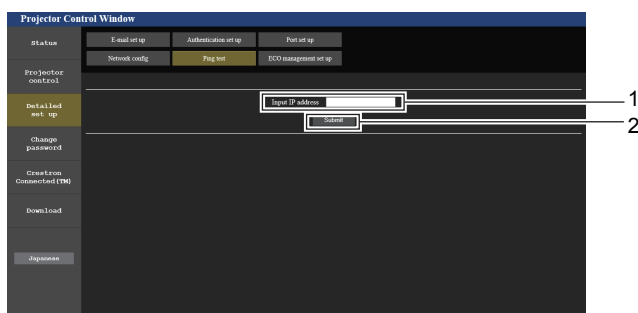 Projector Control Window
Status
E-mail set up
Authentication set up
Port set up
Network config
Ping test
ECO management set up
Projector
control
Detailed
set up
Input IP address
1
Submit
2
Change
password
Crestron
Connected(TM)
Download
Japanese